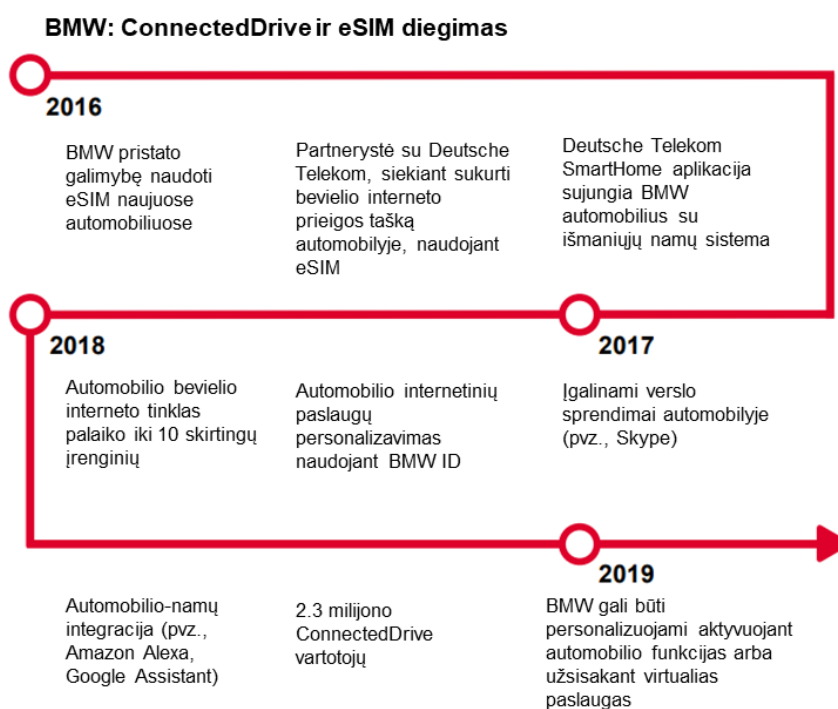 BMW: ConnectedDrive ir eSIM diegimas
2016
BMW pristato
galimybę naudoti
eSIM naujuose
automobiliuose
Partnerystė su Deutsche
Telekom, siekiant sukurti
bevielio interneto
prieigos tašką
automobilyje, naudojant
eSIM
Deutsche Telekom
SmartHome aplikacija
sujungia BMW
automobilius su
išmaniųjų namų sistema
2018
2017
Automobilio bevielio
interneto tinklas
palaiko iki 10 skirtingų
įrenginių
Automobilio internetinių
paslaugų
personalizavimas
naudojant BMW ID
Įgalinami verslo
sprendimai automobilyje
(pvz., Skype)
2019
Automobilio-namų
integracija (pvz.,
Amazon Alexa,
Google Assistant)
2.3 milijono
ConnectedDrive
vartotojų
BMW gali būti
personalizuojami aktyvuojant
automobilio funkcijas arba
užsisakant virtualias
paslaugas